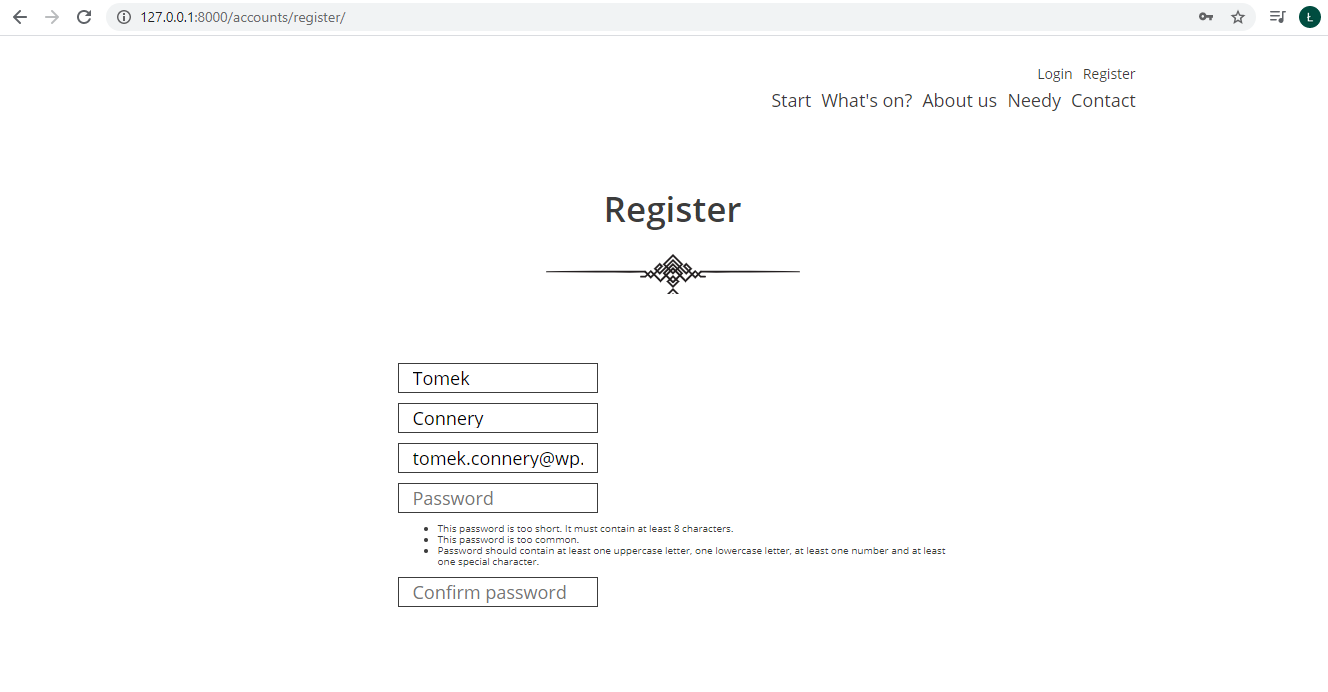 127.0.0.1:8000/accounts/register/
Ł
Login Register
Start What's on? About us Needy Contact
Register
Tomek
Connery
tomek.connery@wp.
Password
This password is too short. It must contain at least 8 characters.
This password is too common.
Password should contain at least one uppercase letter, one lowercase letter, at least one number and at least
one special character.
Confirm password